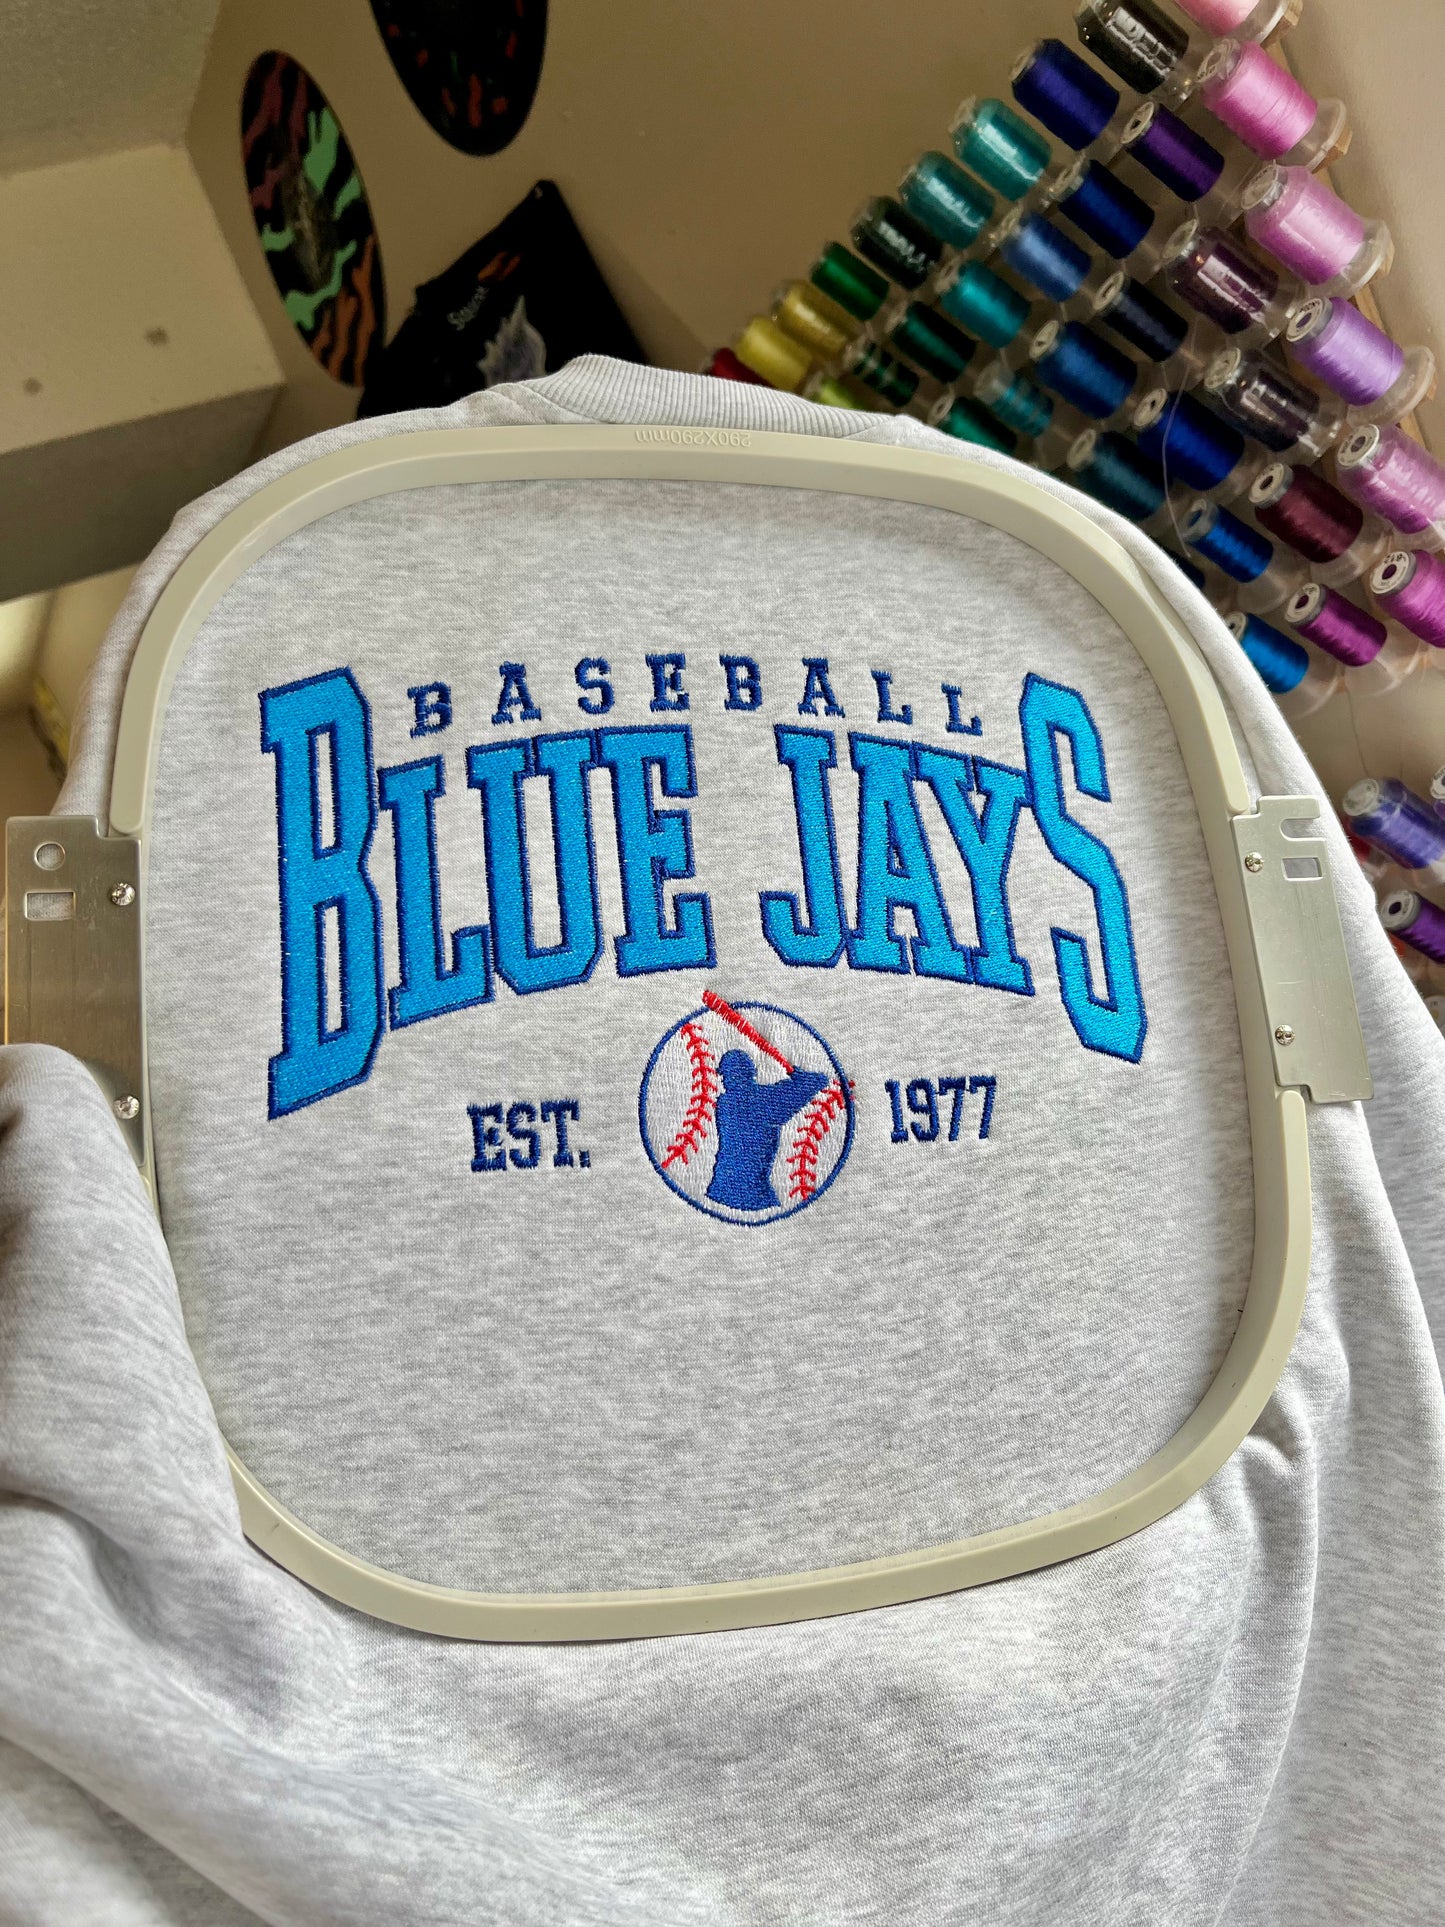 290X290mm
BASEBALL
BLUE JAYS
EST. 1977